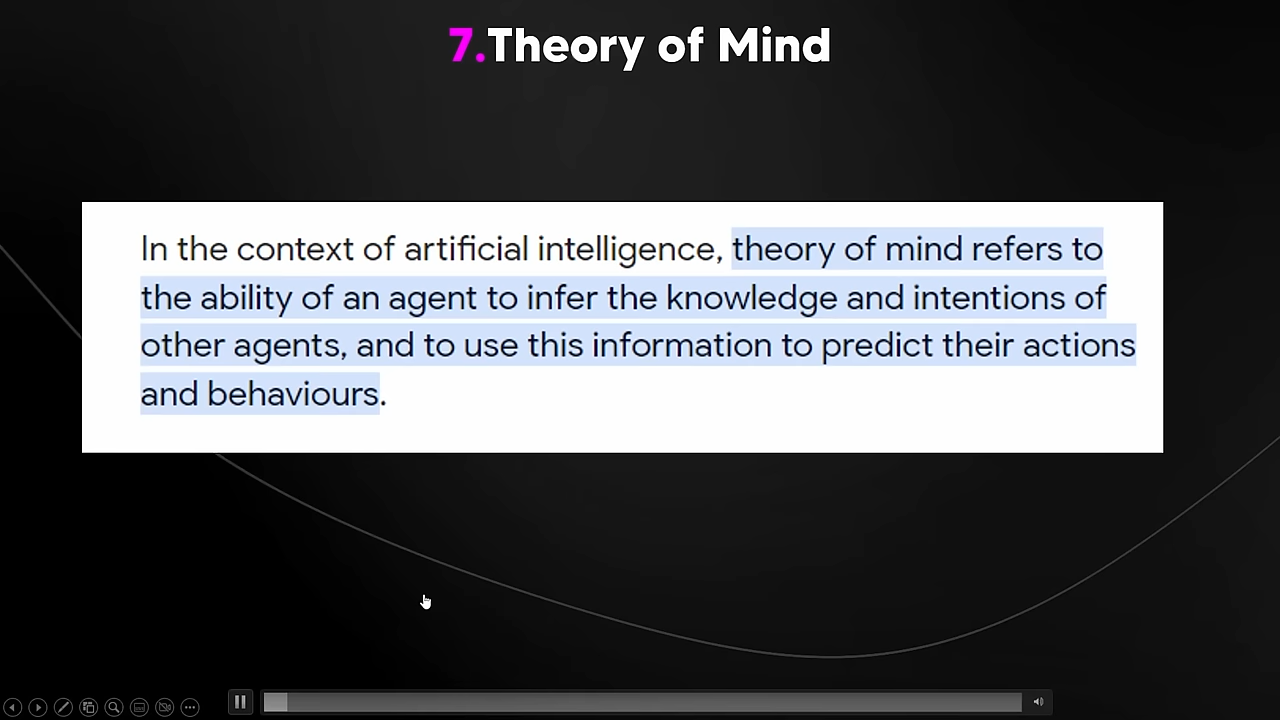 7.Theory of Mind
In the context of artificial intelligence, theory of mind refers to
the ability of an agent to infer the knowledge and intentions of
other agents, and to use this information to predict their actions
and behaviours.